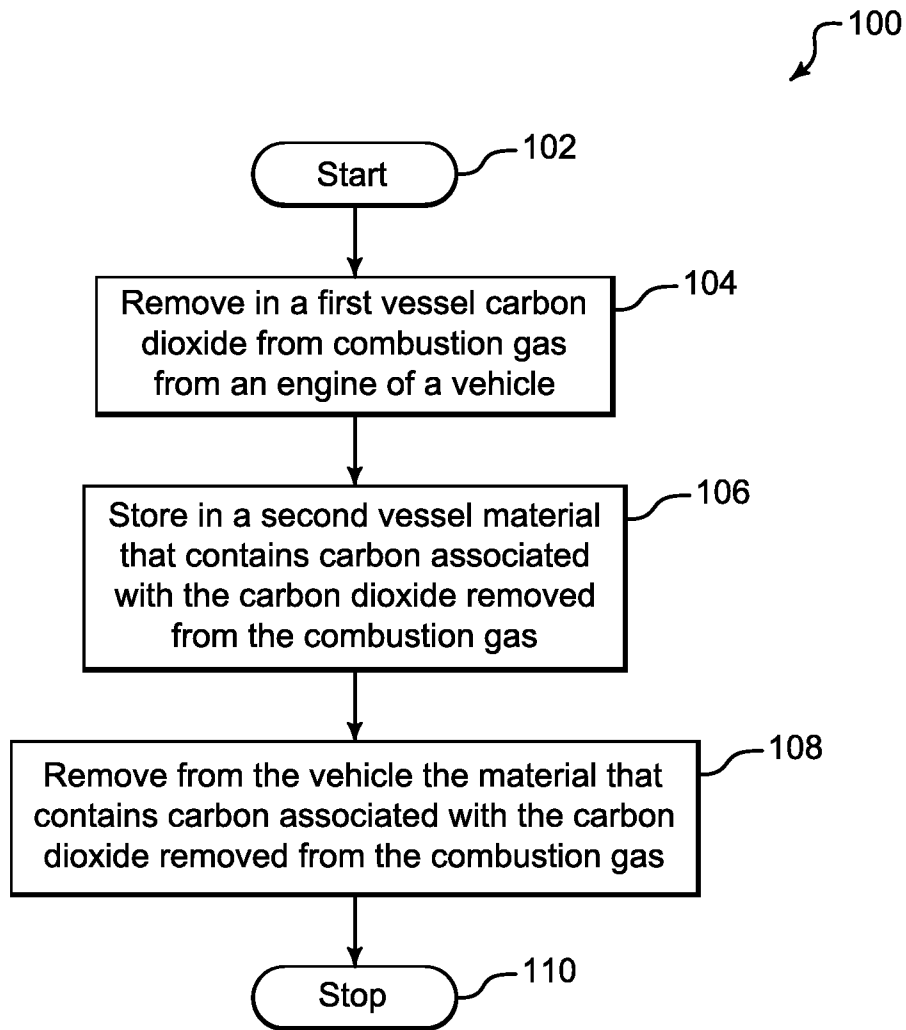 100
Start
102
Remove in a first vessel carbon
dioxide from combustion gas
from an engine of a vehicle
104
Store in a second vessel material
that contains carbon associated
with the carbon dioxide removed
from the combustion gas
106
Remove from the vehicle the material that
contains carbon associated with the carbon
dioxide removed from the combustion gas
108
Stop
110